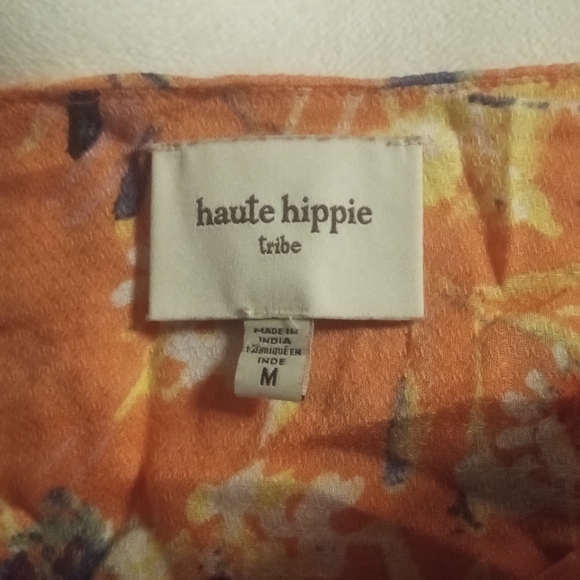 haute hippie
tribe
MADE IN
INDIA
FABRIQUÉ EN
INDE
M